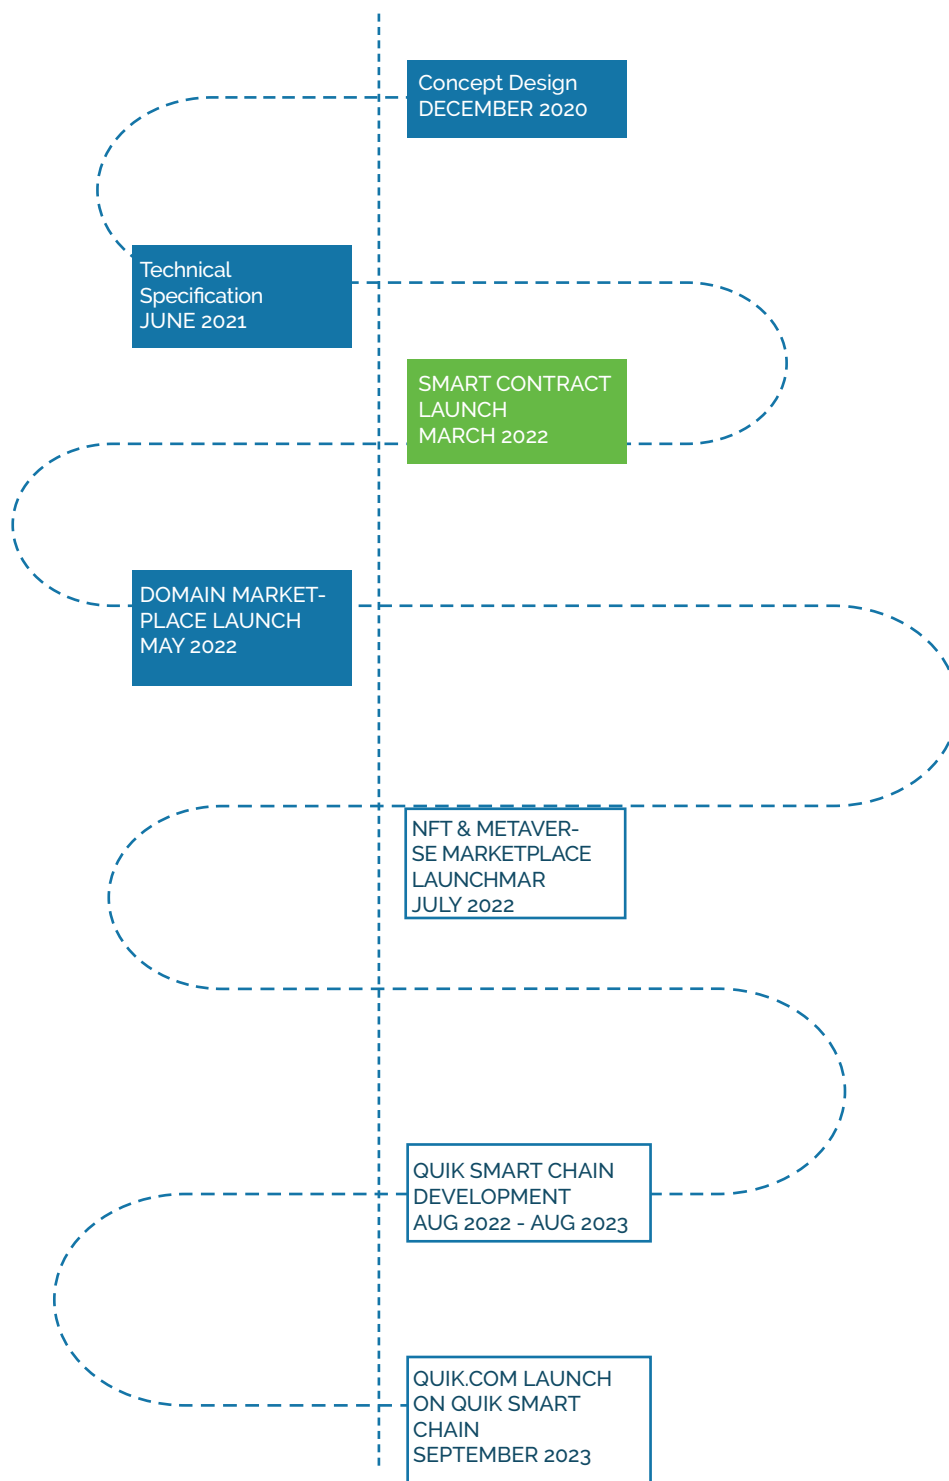 Concept Design
DECEMBER 2020
Technical
Specification
JUNE 2021
SMART CONTRACT
LAUNCH
MARCH 2022
DOMAIN MARKET-
PLACE LAUNCH
MAY 2022
NFT & METAVER-
SE MARKETPLACE
LAUNCHMAR
JULY 2022
QUIK SMART CHAIN
DEVELOPMENT
AUG 2022 - AUG 2023
QUIK.COM LAUNCH
ON QUIK SMART
CHAIN
SEPTEMBER 2023